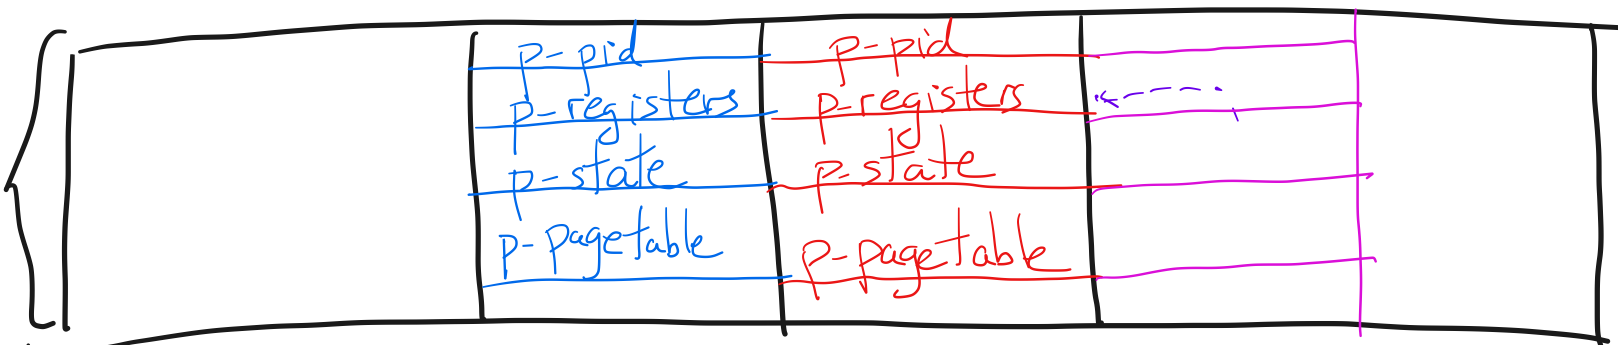 p-pid
p-registers
p-state
p-pagetable
p-pid
p-registers
p-state
p-pagetable